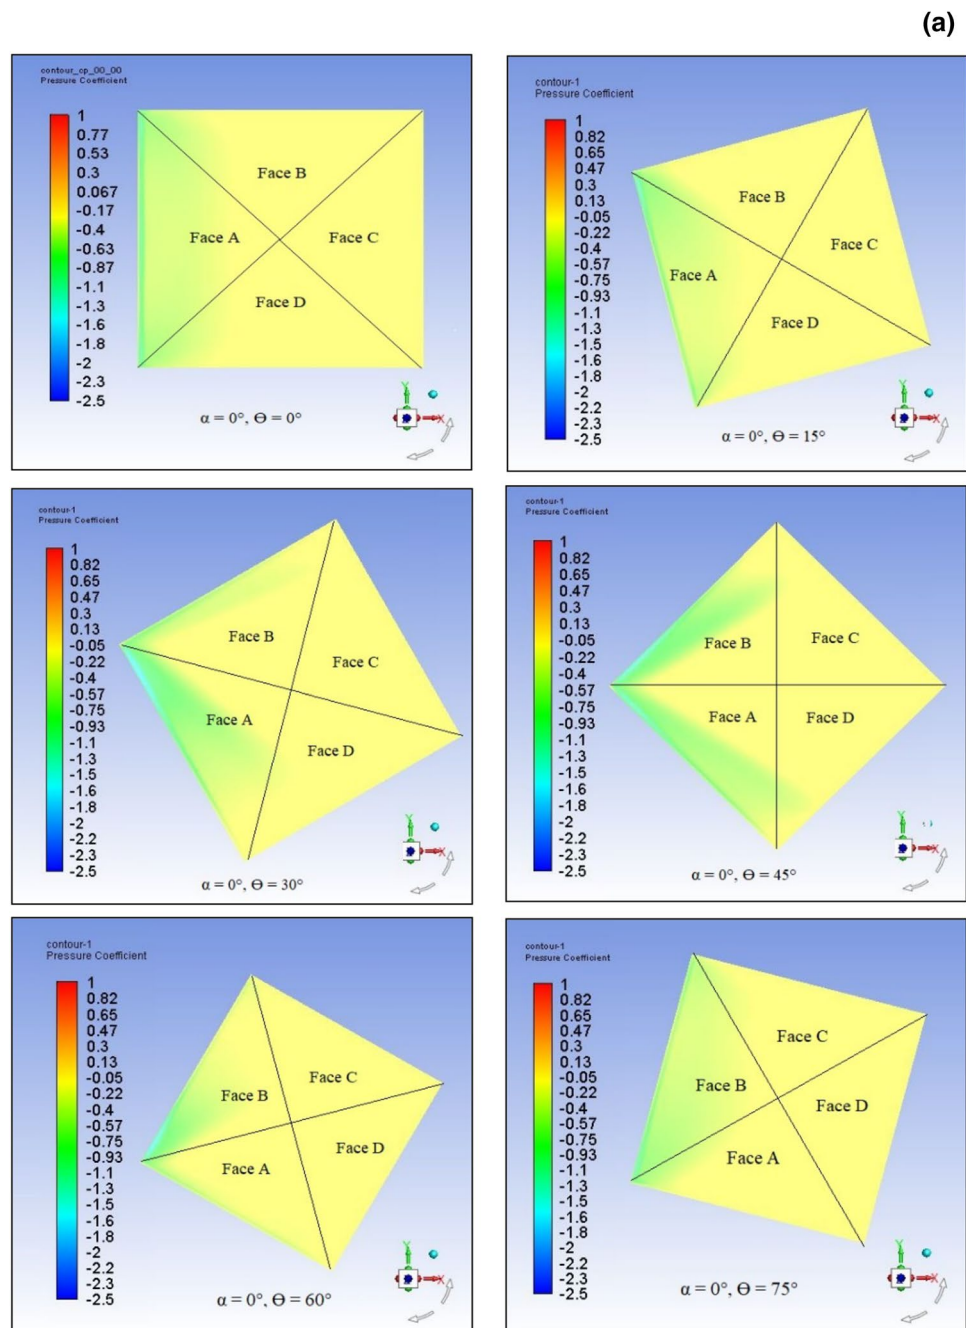 (a)
contour_cp_00_00
Pressure Coefficient
1
0.77
0.53
0.3
0.067
-0.17
-0.4
-0.63
-0.87
-1.1
-1.3
-1.6
-1.8
-2
-2.3
-2.5
Face B
Face A
Face C
Face D
Y
X
α = 0°, Ɵ = 0°
contour-1
Pressure Coefficient
1
0.82
0.65
0.47
0.3
0.13
-0.05
-0.22
-0.4
-0.57
-0.75
-0.93
-1.1
-1.3
-1.5
-1.6
-1.8
-2
-2.2
-2.3
-2.5
Face B
Face C
Face A
Face D
Y
X
α = 0°, Ɵ = 15°
contour-1
Pressure Coefficient
1
0.82
0.65
0.47
0.3
0.13
-0.05
-0.22
-0.4
-0.57
-0.75
-0.93
-1.1
-1.3
-1.5
-1.6
-1.8
-2
-2.2
-2.3
-2.5
Face B
Face C
Face A
Face D
Y
X
α = 0°, Ɵ = 30°
contour-1
Pressure Coefficient
1
0.82
0.65
0.47
0.3
0.13
-0.05
-0.22
-0.4
-0.57
-0.75
-0.93
-1.1
-1.3
-1.5
-1.6
-1.8
-2
-2.2
-2.3
-2.5
Face B
Face C
Face A
Face D
Y
X
α = 0°, Ɵ = 45°
contour-1
Pressure Coefficient
1
0.82
0.65
0.47
0.3
0.13
-0.05
-0.22
-0.4
-0.57
-0.75
-0.93
-1.1
-1.3
-1.5
-1.6
-1.8
-2
-2.2
-2.3
-2.5
Face C
Face B
Face D
Face A
Y
X
α = 0°, Ɵ = 60°
contour-1
Pressure Coefficient
1
0.82
0.65
0.47
0.3
0.13
-0.05
-0.22
-0.4
-0.57
-0.75
-0.93
-1.1
-1.3
-1.5
-1.6
-1.8
-2
-2.2
-2.3
-2.5
Face C
Face B
Face D
Face A
Y
X
α = 0°, Ɵ = 75°